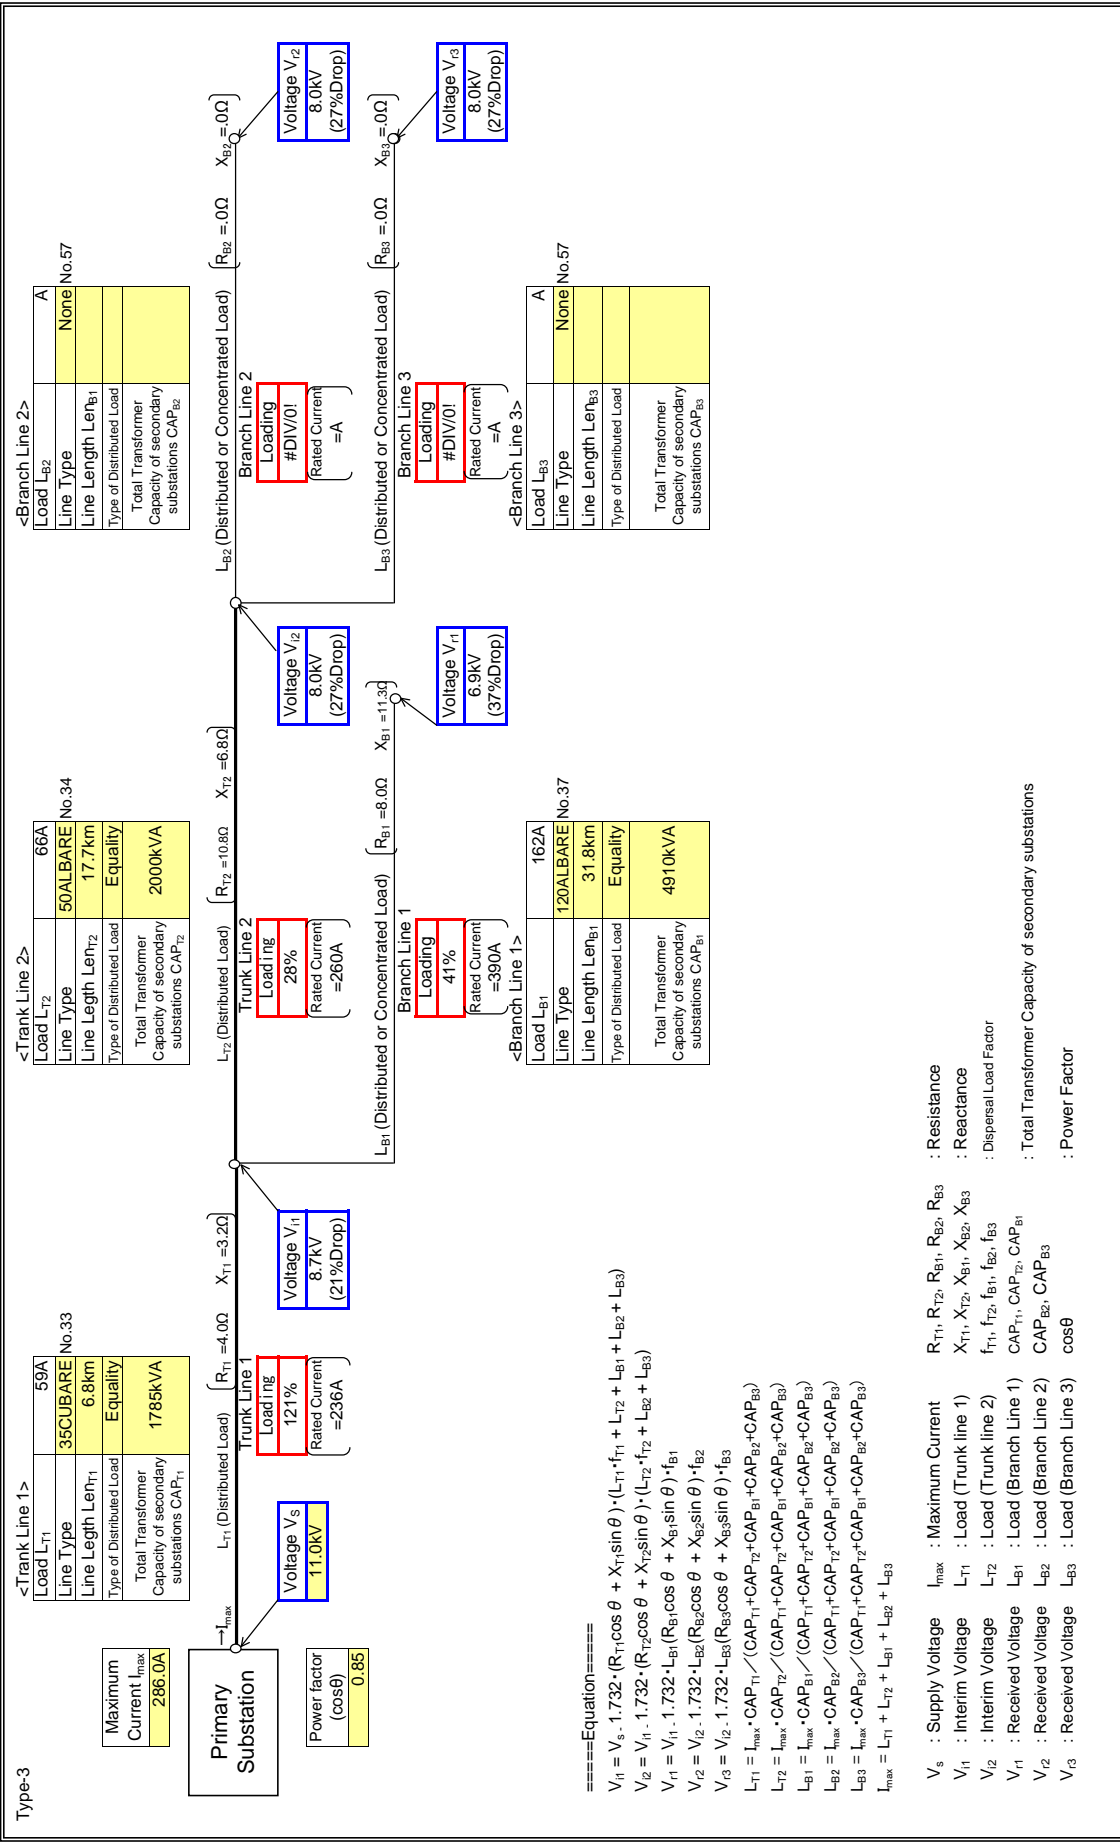 Type-3
Maximum
Current Imax
286.0A
Primary
Substation
Power factor
(cosθ)
0.85
→Imax
Voltage Vs
11.0kV
<Trank Line 1>
Load LT1 59A
Line Type 35CUBARE No.33
Line Legth LenT1 6.8km
Type of Distributed Load Equality
Total Transformer
Capacity of secondary
substations CAPT1
1785kVA
LT1 (Distributed Load)
RT1 =4.0Ω XT1 =3.2Ω
Trunk Line 1
Loading
121%
Rated Current
=236A
Voltage Vi1
8.7kV
(21%Drop)
<Trank Line 2>
Load LT2 66A
Line Type 50ALBARE No.34
Line Legth LenT2 17.7km
Type of Distributed Load Equality
Total Transformer
Capacity of secondary
substations CAPT2
2000kVA
LT2 (Distributed Load)
RT2 =10.8Ω XT2 =6.8Ω
Trunk Line 2
Loading
28%
Rated Current
=260A
Voltage Vi2
8.0kV
(27%Drop)
LB1 (Distributed or Concentrated Load)
RB1 =8.0Ω XB1 =11.3Ω
Branch Line 1
Loading
41%
Rated Current
=390A
Voltage Vr1
6.9kV
(37%Drop)
<Branch Line 1>
Load LB1 162A
Line Type 120ALBARE No.37
Line Length LenB1 31.8km
Type of Distributed Load Equality
Total Transformer
Capacity of secondary
substations CAPB1
4910kVA
<Branch Line 2>
Load LB2 A
Line Type None No.57
Line Length LenB1
Type of Distributed Load
Total Transformer
Capacity of secondary
substations CAPB2
LB2 (Distributed or Concentrated Load)
RB2 =.0Ω XB2 =.0Ω
Branch Line 2
Loading
#DIV/0!
Rated Current
=A
Voltage Vr2
8.0kV
(27%Drop)
LB3 (Distributed or Concentrated Load)
RB3 =.0Ω XB3 =.0Ω
Branch Line 3
Loading
#DIV/0!
Rated Current
=A
Voltage Vr3
8.0kV
(27%Drop)
<Branch Line 3>
Load LB3 A
Line Type None No.57
Line Length LenB3
Type of Distributed Load
Total Transformer
Capacity of secondary
substations CAPB3
=====Equation=====
Vi1 = Vs - 1.732・(RT1cos θ + XT1sin θ)・(LT1・fT1 + LT2 + LB1 + LB2 + LB3)
Vi2 = Vi1 - 1.732・(RT2cos θ + XT2sin θ)・(LT2・fT2 + LB2 + LB3)
Vr1 = Vi1 - 1.732・LB1(RB1cos θ + XB1sin θ)・fB1
Vr2 = Vi2 - 1.732・LB2(RB2cos θ + XB2sin θ)・fB2
Vr3 = Vi2 - 1.732・LB3(RB3cos θ + XB3sin θ)・fB3
LT1 = Imax・CAPT1／(CAPT1+CAPT2+CAPB1+CAPB2+CAPB3)
LT2 = Imax・CAPT2／(CAPT1+CAPT2+CAPB1+CAPB2+CAPB3)
LB1 = Imax・CAPB1／(CAPT1+CAPT2+CAPB1+CAPB2+CAPB3)
LB2 = Imax・CAPB2／(CAPT1+CAPT2+CAPB1+CAPB2+CAPB3)
LB3 = Imax・CAPB3／(CAPT1+CAPT2+CAPB1+CAPB2+CAPB3)
Imax = LT1 + LT2 + LB1 + LB2 + LB3
Vs : Supply Voltage Imax : Maximum Current RT1, RT2, RB1, RB2, RB3 : Resistance
Vi1 : Interim Voltage LT1 : Load (Trunk line 1) XT1, XT2, XB1, XB2, XB3 : Reactance
Vi2 : Interim Voltage LT2 : Load (Trunk line 2) fT1, fT2, fB1, fB2, fB3 : Dispersal Load Factor
Vr1 : Received Voltage LB1 : Load (Branch Line 1) CAPT1, CAPT2, CAPB1 : Total Transformer Capacity of secondary substations
Vr2 : Received Voltage LB2 : Load (Branch Line 2) CAPB2, CAPB3
Vr3 : Received Voltage LB3 : Load (Branch Line 3) cosθ : Power Factor